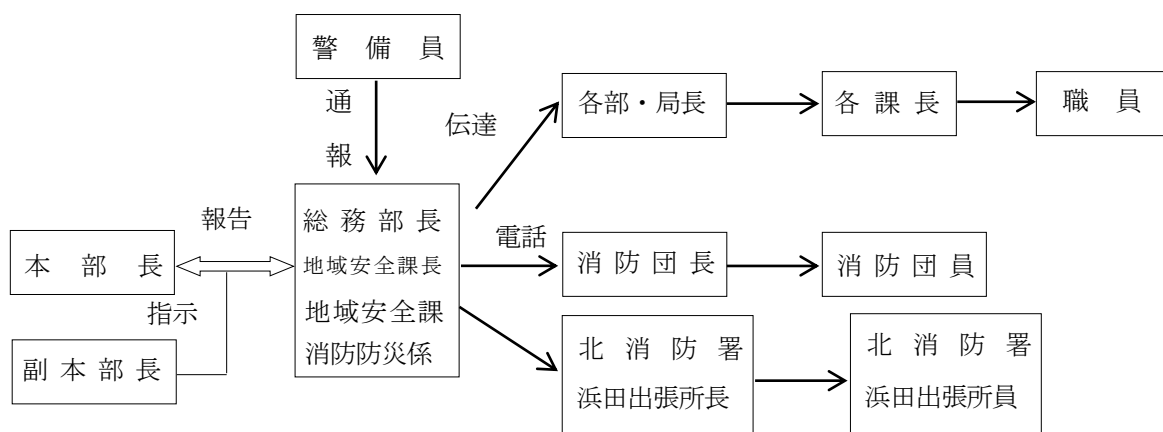 警備員
通
報
伝達
各部・局長
各課長
職員
報告
本部長
指示
副本部長
総務部長
地域安全課長
地域安全課
消防防災係
電話
消防団長
消防団員
北消防署
浜田出張所長
北消防署
浜田出張所員